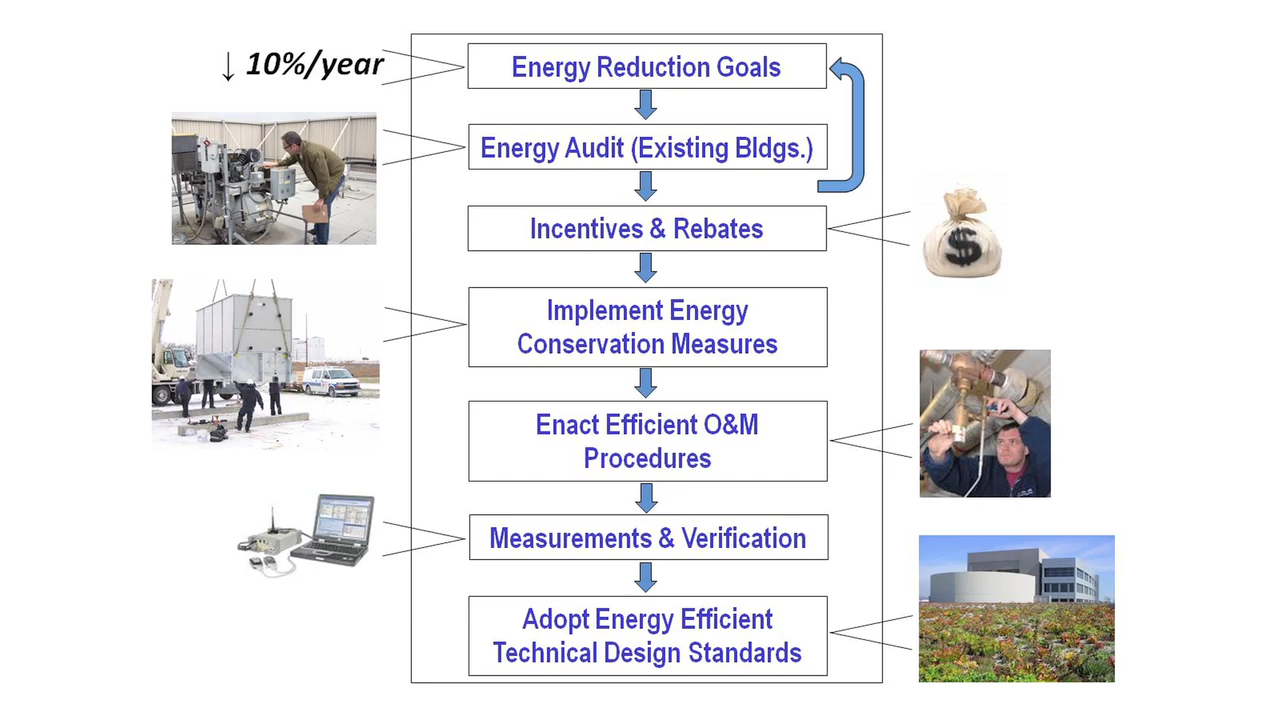 ↓ 10%/year
Energy Reduction Goals
Energy Audit (Existing Bldgs.)
Incentives & Rebates
$
Implement Energy
Conservation Measures
Enact Efficient O&M
Procedures
Measurements & Verification
Adopt Energy Efficient
Technical Design Standards